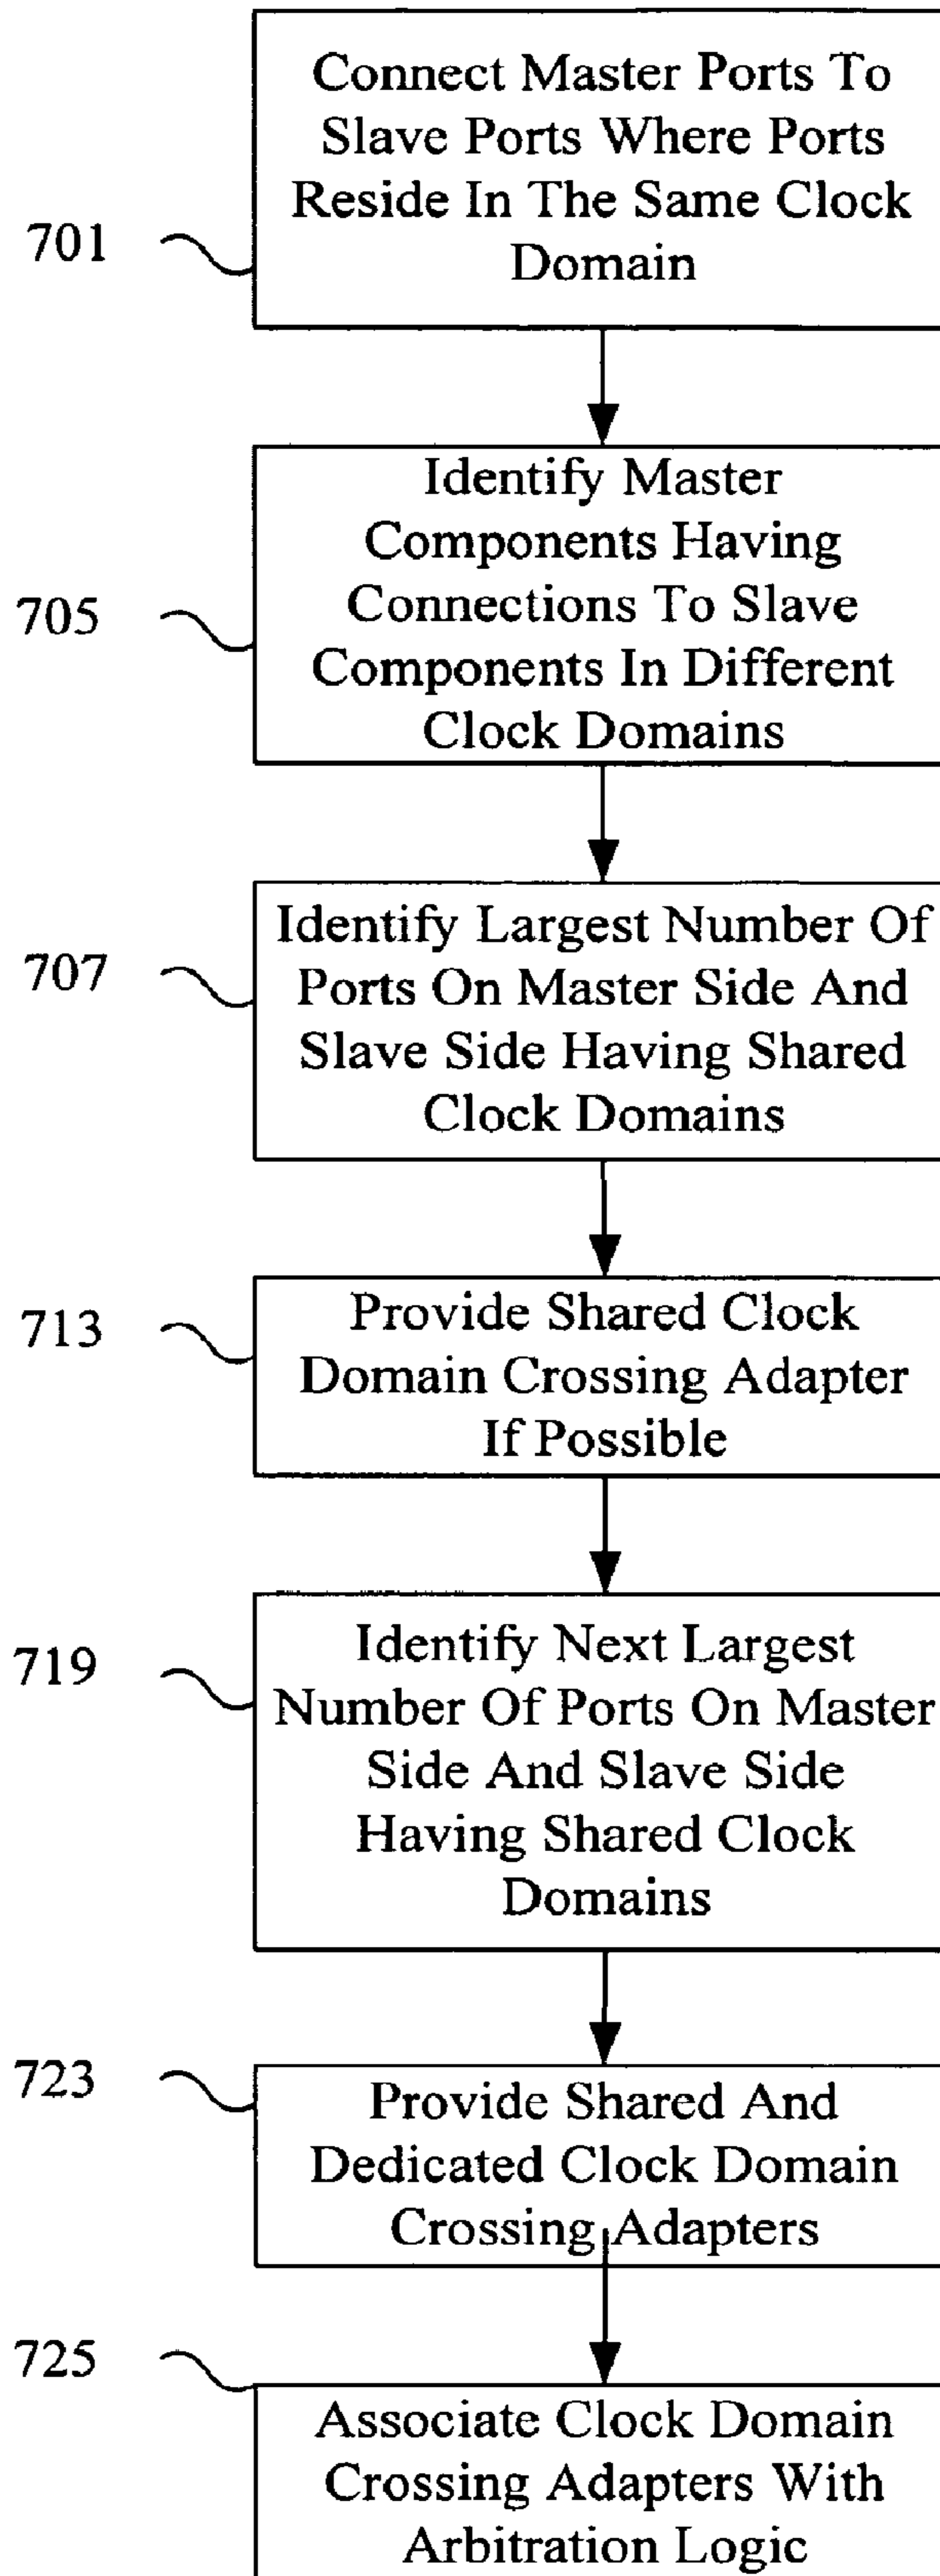 701
Connect Master Ports To
Slave Ports Where Ports
Reside In The Same Clock
Domain
705
Identify Master
Components Having
Connections To Slave
Components In Different
Clock Domains
707
Identify Largest Number Of
Ports On Master Side And
Slave Side Having Shared
Clock Domains
713
Provide Shared Clock
Domain Crossing Adapter
If Possible
719
Identify Next Largest
Number Of Ports On Master
Side And Slave Side
Having Shared Clock
Domains
723
Provide Shared And
Dedicated Clock Domain
Crossing Adapters
725
Associate Clock Domain
Crossing Adapters With
Arbitration Logic